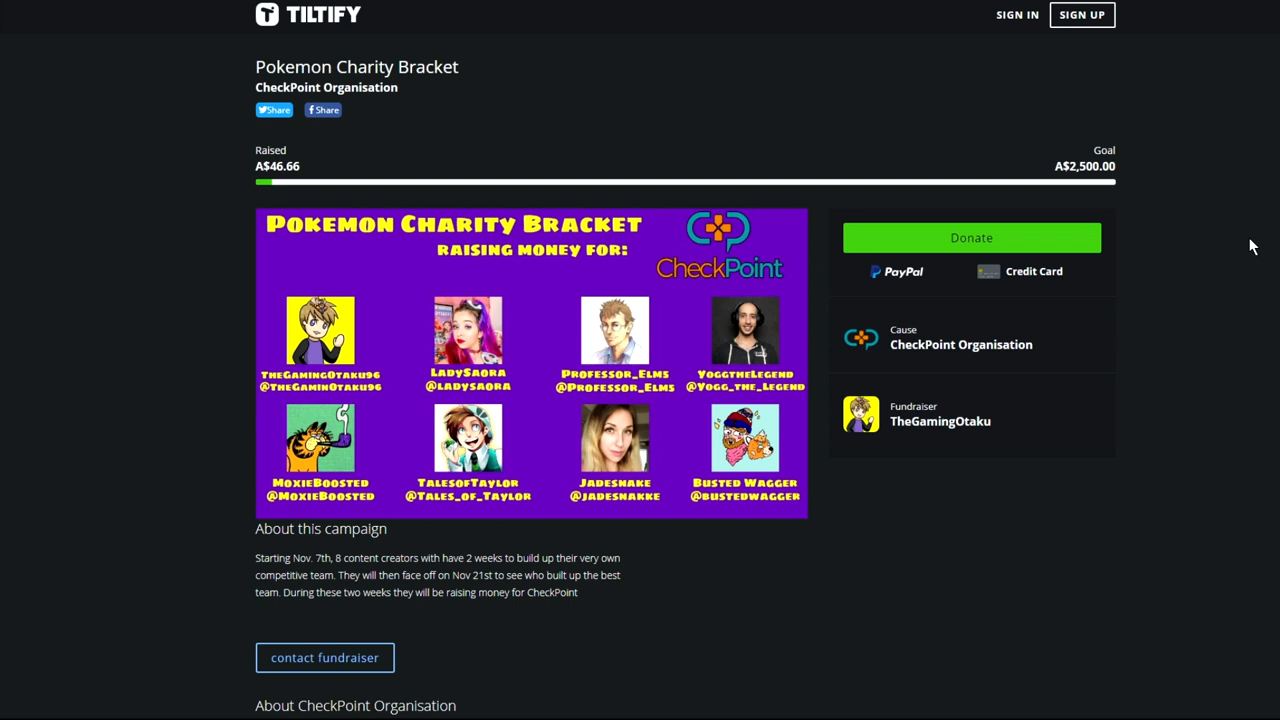 TILTIFY
SIGN IN
SIGN UP
Pokemon Charity Bracket
CheckPoint Organisation
Share
Share
Raised
Goal
A$46.66
A$2,500.00
POKEMON CHARITY BRACKET
RAISING MONEY FOR:
CheckPoint
THEGAMINGOTAKU96
@THEGAMINOTAKU96
LADYSAORA
@LADYSAORA
PROFESSOR_ELMS
@PROFESSOR_ELMS
YOGGTHELEGEND
@YOGG_THE_LEGEND
MOXIEBOOSTED
@MOXIEBOOSTED
TALESOFTAYLOR
@TALES_OF_TAYLOR
JADESNAKE
@JADESNAKKE
BUSTED WAGGER
@BUSTEDWAGGER
Donate
PayPal
Credit Card
Cause
CheckPoint Organisation
Fundraiser
TheGamingOtaku
About this campaign
Starting Nov. 7th, 8 content creators with have 2 weeks to build up their very own
competitive team. They will then face off on Nov 21st to see who built up the best
team. During these two weeks they will be raising money for CheckPoint
contact fundraiser
About CheckPoint Organisation